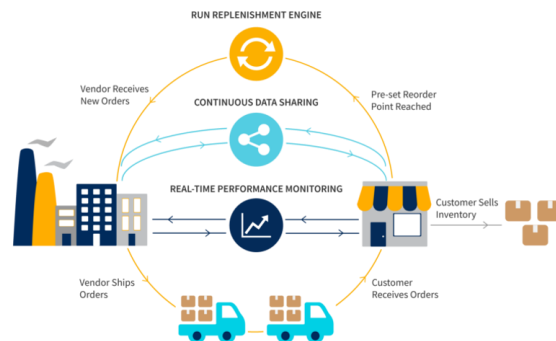 RUN REPLENISHMENT ENGINE
Vendor Receives
New Orders
Pre-set Reorder
Point Reached
CONTINUOUS DATA SHARING
REAL-TIME PERFORMANCE MONITORING
Customer Sells
Inventory
Vendor Ships
Orders
Customer
Receives Orders